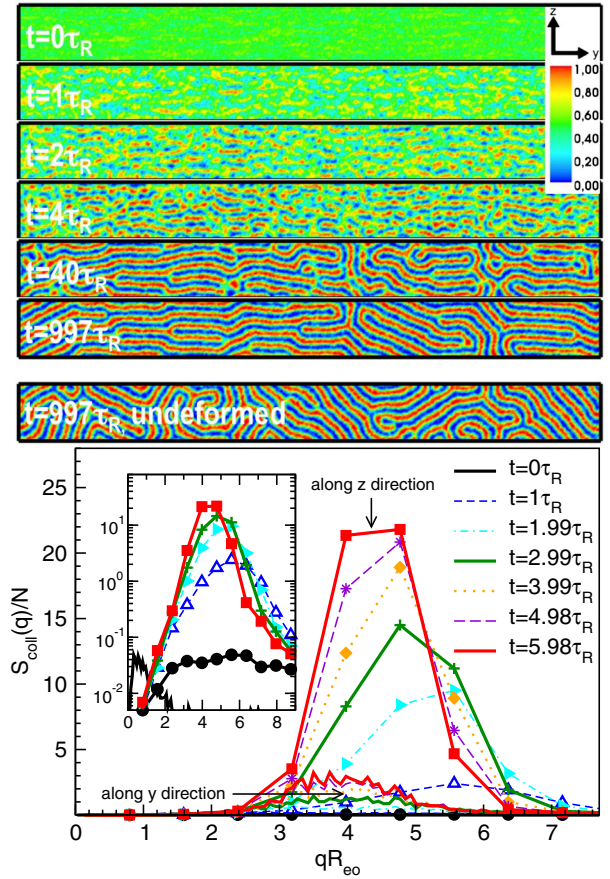 z
y
t=0τR
1,00
0,80
0,60
0,40
0,20
0,00
t=1τR
t=2τR
t=4τR
t=40τR
t=997τR
t=997τR, undeformed
Scoll(q)/N
25
20
15
10
5
10¹
10⁰
10⁻¹
10⁻²
0 2 4 6 8
along z direction
along y direction
t=0τR
t=1τR
t=1.99τR
t=2.99τR
t=3.99τR
t=4.98τR
t=5.98τR
0 1 2 3 4 5 6 7
qReo